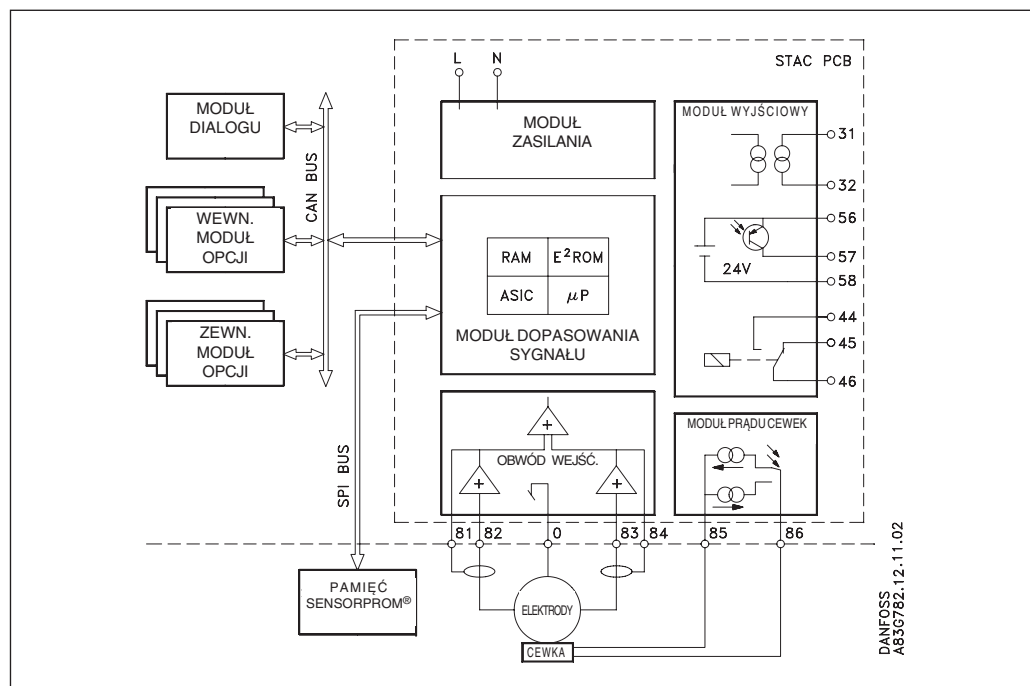 L N
STAC PCB
MODUŁ
DIALOGU
CAN BUS
MODUŁ
ZASILANIA
MODUŁ WYJŚCIOWY
31
32
56
57
24V
58
44
45
46
WEWN.
MODUŁ
OPCJI
RAM E²ROM
ASIC µP
MODUŁ DOPASOWANIA
SYGNAŁU
ZEWN.
MODUŁ
OPCJI
SPI BUS
OBWÓD WEJŚĆ.
MODUŁ PRĄDU CEWEK
81 82 0 83 84 85 86
PAMIĘĆ
SENSORPROM®
ELEKTRODY
CEWKA
DANFOSS
A83G782.12.11.02